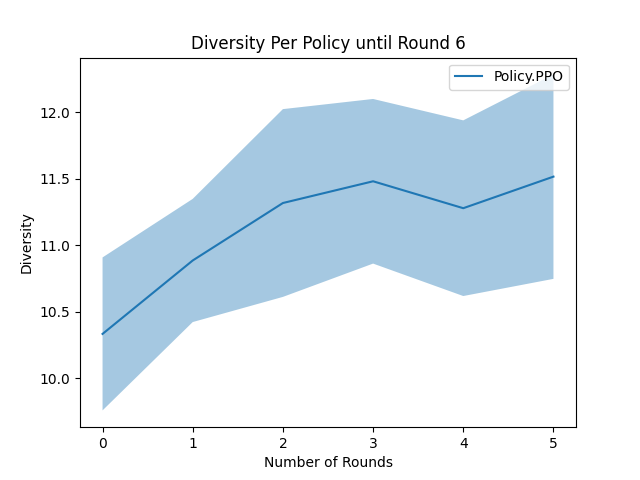 Diversity Per Policy until Round 6
Policy.PPO
12.0
11.5
11.0
10.5
10.0
Diversity
0 1 2 3 4 5
Number of Rounds